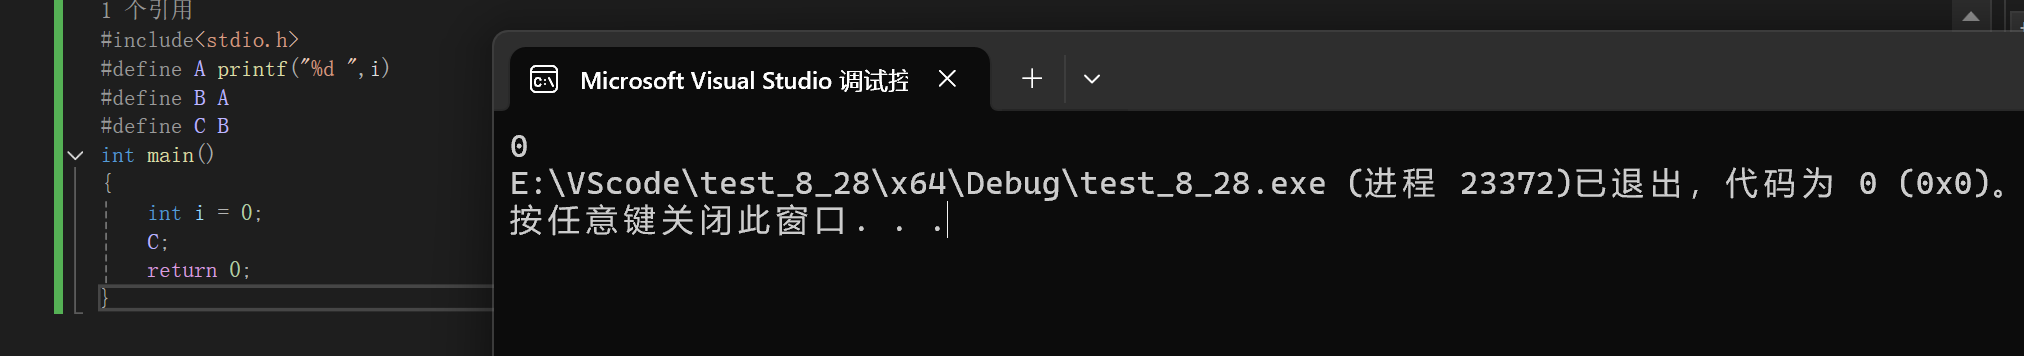 1 个引用
#include<stdio.h>
#define A printf("%d ",i)
#define B A
#define C B
int main()
{
int i = 0;
C;
return 0;
}
Microsoft Visual Studio 调试控
0
E:\VScode\test_8_28\x64\Debug\test_8_28.exe (进程 23372)已退出，代码为 0 (0x0)。
按任意键关闭此窗口. . .